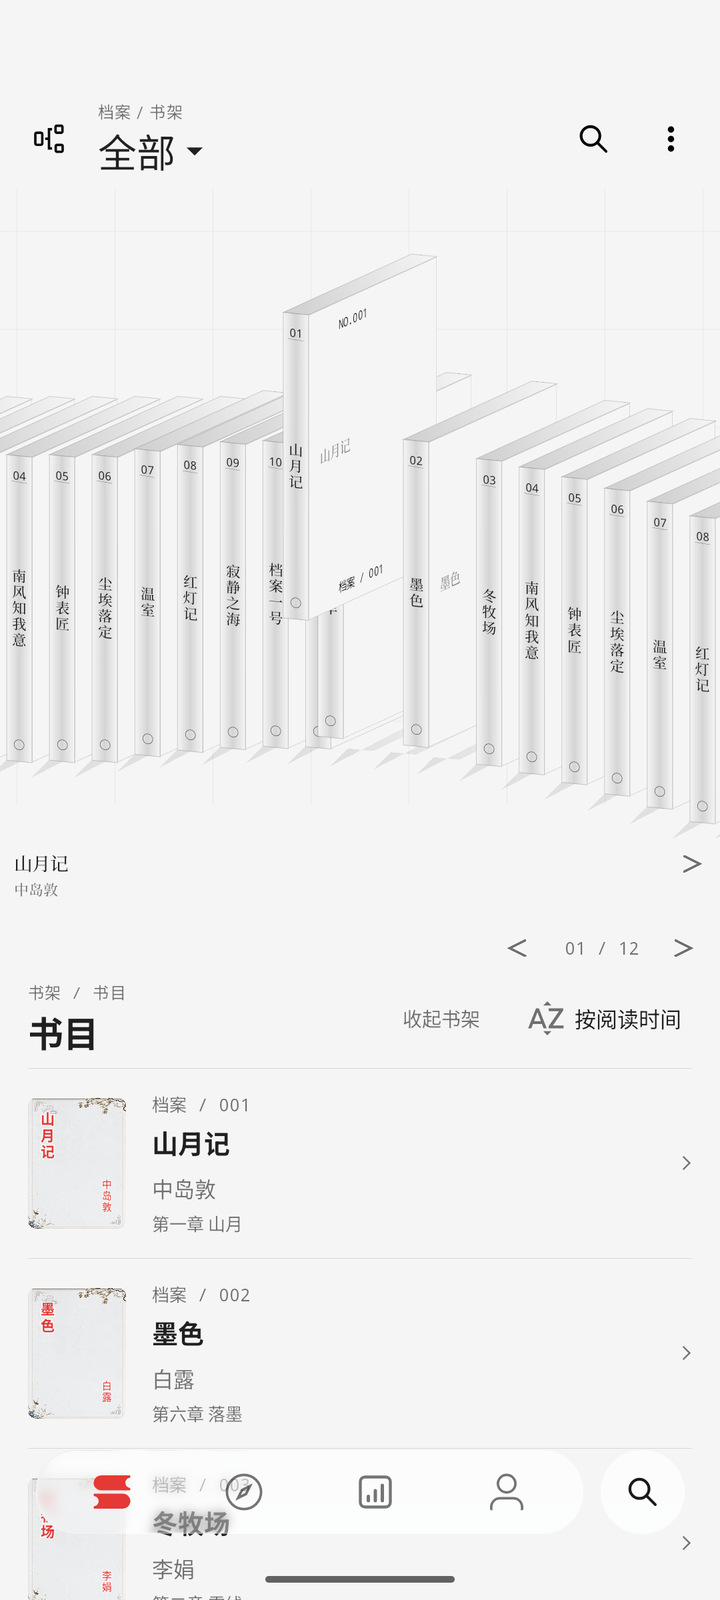 档案 / 书架
全部
01
NO.001
山月记
山月记
档案 / 001
04
南风知我意
05
钟表匠
06
尘埃落定
07
温室
08
红灯记
09
寂静之海
10
档案一号
02
墨色
墨色
03
冬牧场
04
南风知我意
05
钟表匠
06
尘埃落定
07
温室
08
红灯记
山月记
中岛敦
01 / 12
书架 / 书目
书目
收起书架
AZ 按阅读时间
山月记
中岛敦
档案 / 001
山月记
中岛敦
第一章 山月
墨色
白露
档案 / 002
墨色
白露
第六章 落墨
场
李娟
档案 / 003
冬牧场
李娟